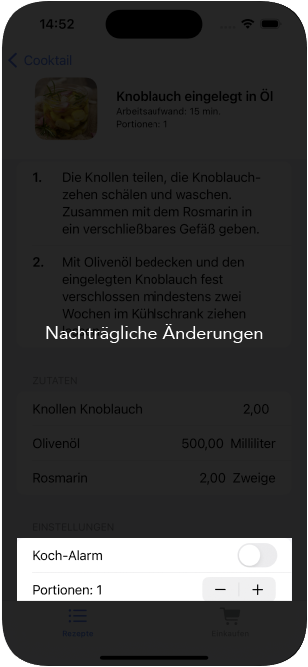 14:52
Cooktail
Knoblauch eingelegt in Öl
Arbeitsaufwand: 15 min.
Portionen: 1
1. Die Knollen teilen, die Knoblauch-
zehen schälen und waschen.
Zusammen mit dem Rosmarin in
ein verschließbares Gefäß geben.
2. Mit Olivenöl bedecken und den
eingelegten Knoblauch fest
verschlossen mindestens zwei
Wochen im Kühlschrank ziehen
Nachträgliche Änderungen
ZUTATEN
Knollen Knoblauch 2,00
Olivenöl 500,00 Milliliter
Rosmarin 2,00 Zweige
EINSTELLUNGEN
Koch-Alarm
Portionen: 1 − +
Rezepte Einkaufen